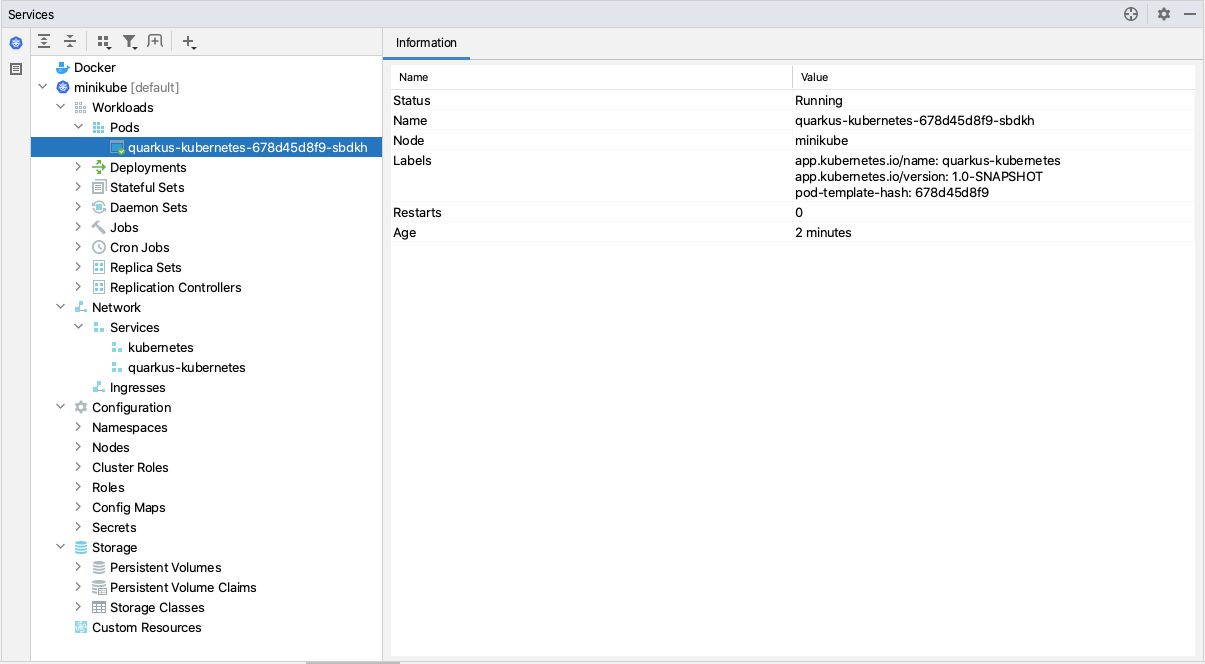 Services
Docker
minikube [default]
Workloads
Pods
quarkus-kubernetes-678d45d8f9-sbdkh
Deployments
Stateful Sets
Daemon Sets
Jobs
Cron Jobs
Replica Sets
Replication Controllers
Network
Services
kubernetes
quarkus-kubernetes
Ingresses
Configuration
Namespaces
Nodes
Cluster Roles
Roles
Config Maps
Secrets
Storage
Persistent Volumes
Persistent Volume Claims
Storage Classes
Custom Resources
Information
Name Value
Status Running
Name quarkus-kubernetes-678d45d8f9-sbdkh
Node minikube
Labels app.kubernetes.io/name: quarkus-kubernetes
app.kubernetes.io/version: 1.0-SNAPSHOT
pod-template-hash: 678d45d8f9
Restarts 0
Age 2 minutes